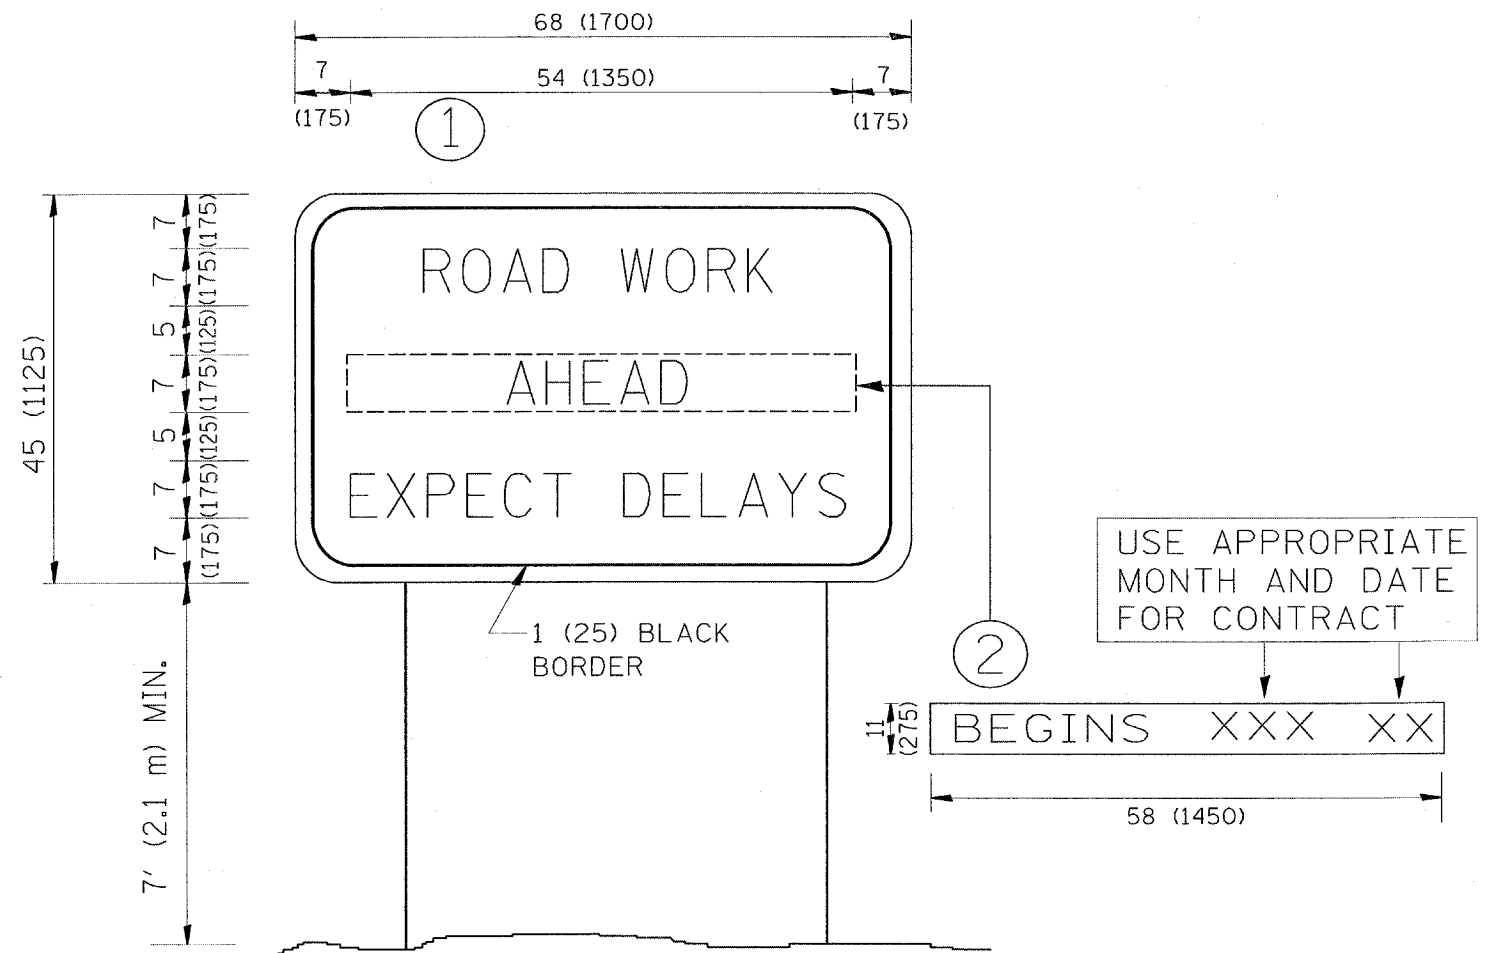 68 (1700)
7
54 (1350)
7
(175)
(175)
1
45 (1125)
7
(175)
7
(175)
5
(125)
7
(175)
5
(125)
7
(175)
7
(175)
ROAD WORK
AHEAD
EXPECT DELAYS
1 (25) BLACK
BORDER
7' (2.1 m) MIN.
2
USE APPROPRIATE
MONTH AND DATE
FOR CONTRACT
11
(275)
BEGINS XXX XX
58 (1450)